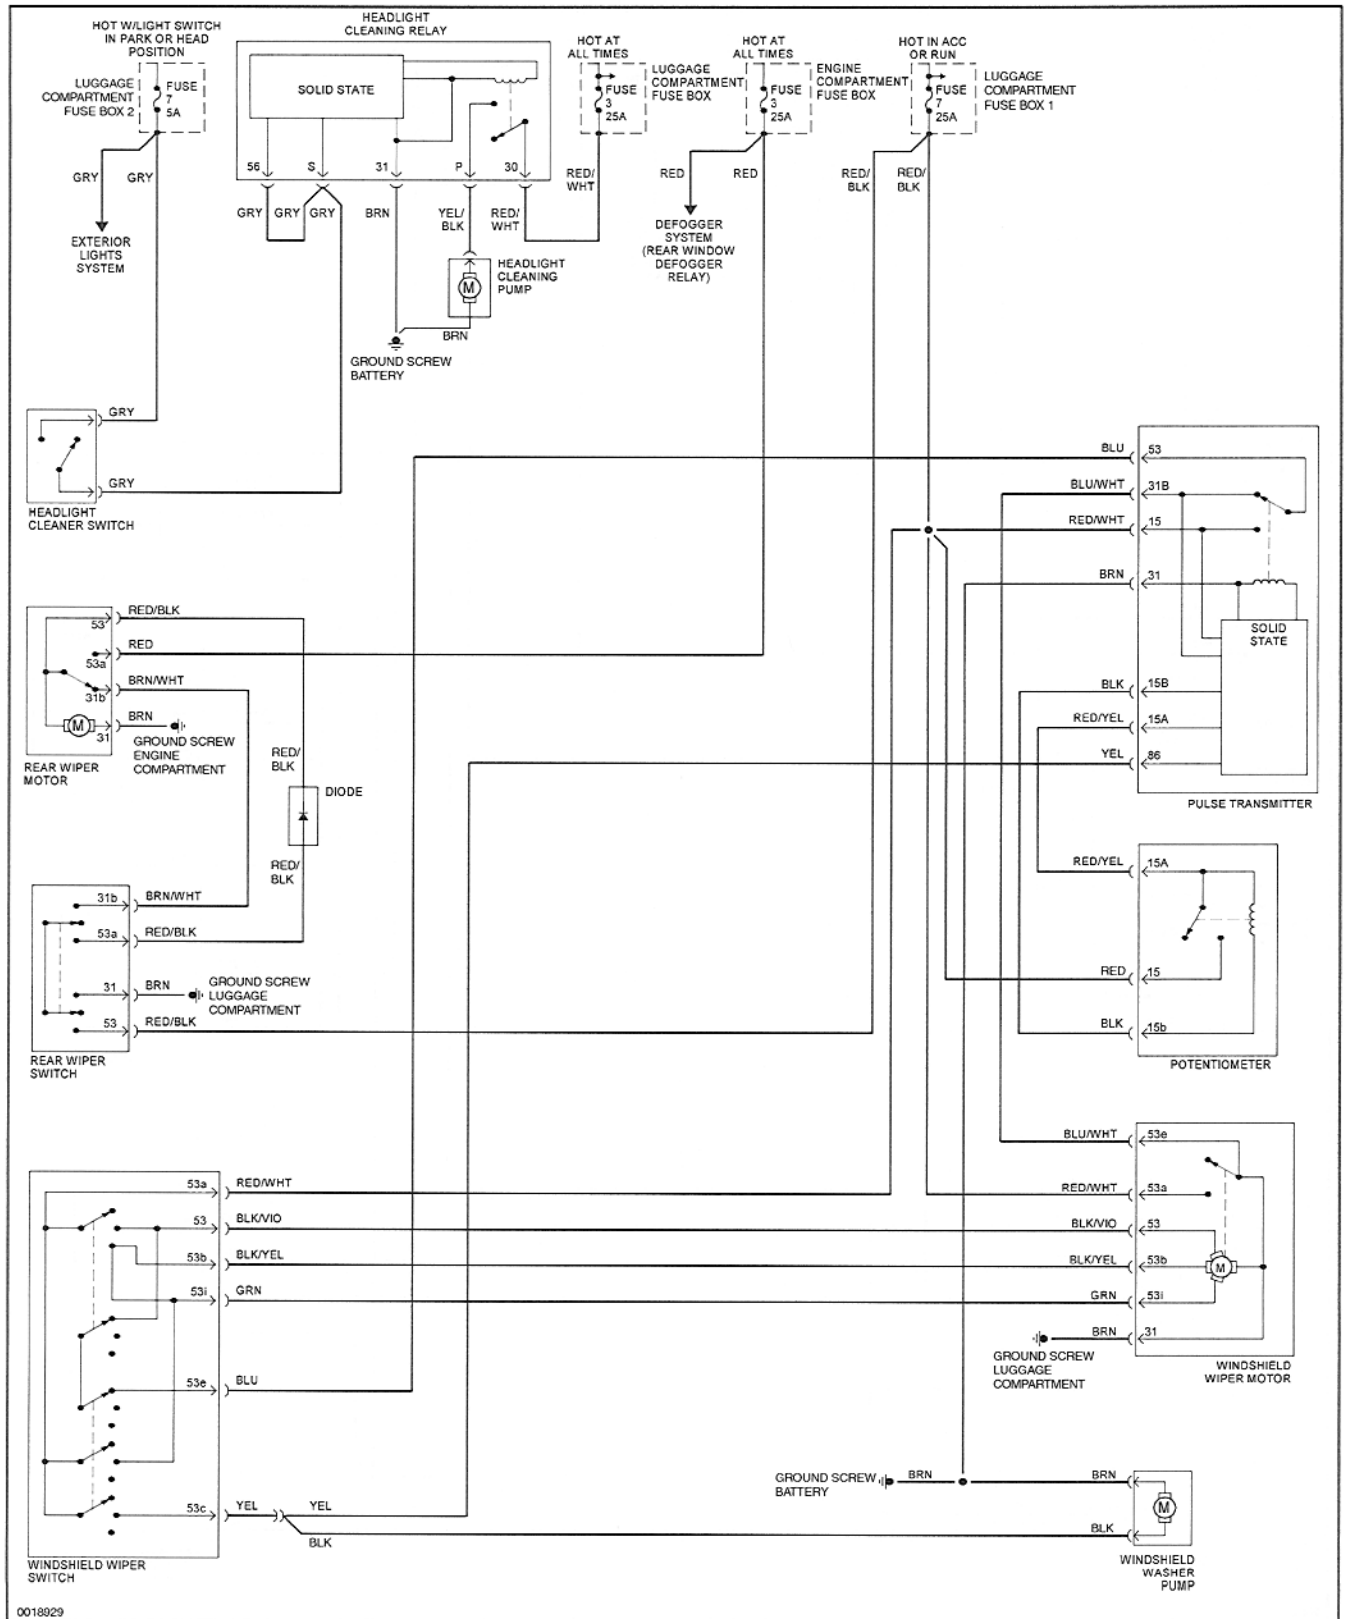 HEADLIGHT
CLEANING RELAY
HOT W/LIGHT SWITCH
IN PARK OR HEAD
POSITION
LUGGAGE
COMPARTMENT
FUSE BOX 2
FUSE
7
5A
SOLID STATE
HOT AT
ALL TIMES
FUSE
3
25A
LUGGAGE
COMPARTMENT
FUSE BOX
HOT AT
ALL TIMES
FUSE
3
25A
ENGINE
COMPARTMENT
FUSE BOX
HOT IN ACC
OR RUN
FUSE
7
25A
LUGGAGE
COMPARTMENT
FUSE BOX 1
56
S
31
P
30
GRY
GRY
RED/
WHT
RED
RED
RED/
BLK
RED/
BLK
GRY
GRY
GRY
BRN
YEL/
BLK
RED/
WHT
EXTERIOR
LIGHTS
SYSTEM
DEFOGGER
SYSTEM
(REAR WINDOW
DEFOGGER
RELAY)
M
HEADLIGHT
CLEANING
PUMP
BRN
GROUND SCREW
BATTERY
GRY
GRY
HEADLIGHT
CLEANER SWITCH
BLU
53
BLU/WHT
31B
RED/WHT
15
BRN
31
SOLID
STATE
BLK
15B
RED/YEL
15A
YEL
86
PULSE TRANSMITTER
53
RED/BLK
53a
RED
31b
BRN/WHT
M
31
BRN
GROUND SCREW
ENGINE
COMPARTMENT
REAR WIPER
MOTOR
RED/
BLK
DIODE
RED/
BLK
31b
BRN/WHT
53a
RED/BLK
31
BRN
GROUND SCREW
LUGGAGE
COMPARTMENT
53
RED/BLK
REAR WIPER
SWITCH
RED/YEL
15A
RED
15
BLK
15b
POTENTIOMETER
BLU/WHT
53e
RED/WHT
53a
BLK/VIO
53
BLK/YEL
53b
M
GRN
53i
BRN
31
GROUND SCREW
LUGGAGE
COMPARTMENT
WINDSHIELD
WIPER MOTOR
53a
RED/WHT
53
BLK/VIO
53b
BLK/YEL
53i
GRN
53e
BLU
53c
YEL
YEL
BLK
WINDSHIELD WIPER
SWITCH
GROUND SCREW
BATTERY
BRN
BRN
M
BLK
WINDSHIELD
WASHER
PUMP
0018929